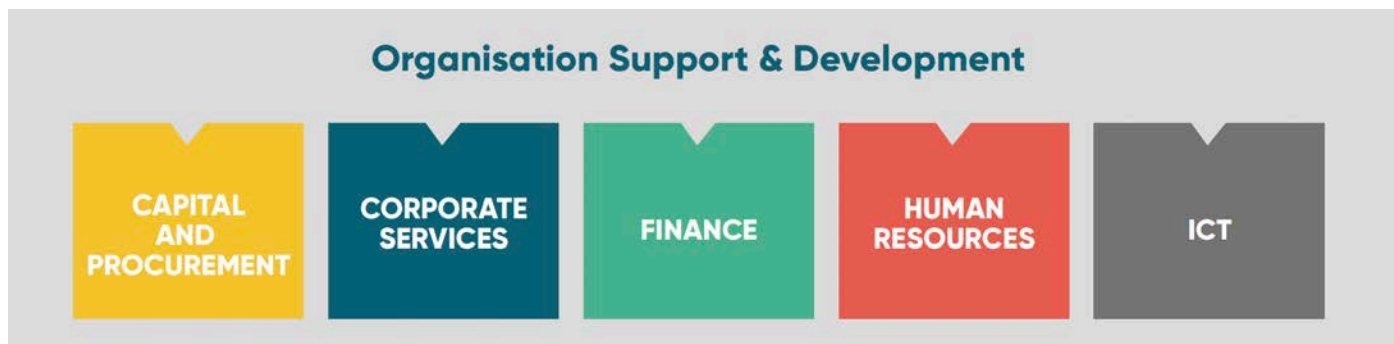 Organisation Support & Development
CAPITAL
AND
PROCUREMENT
CORPORATE
SERVICES
FINANCE
HUMAN
RESOURCES
ICT